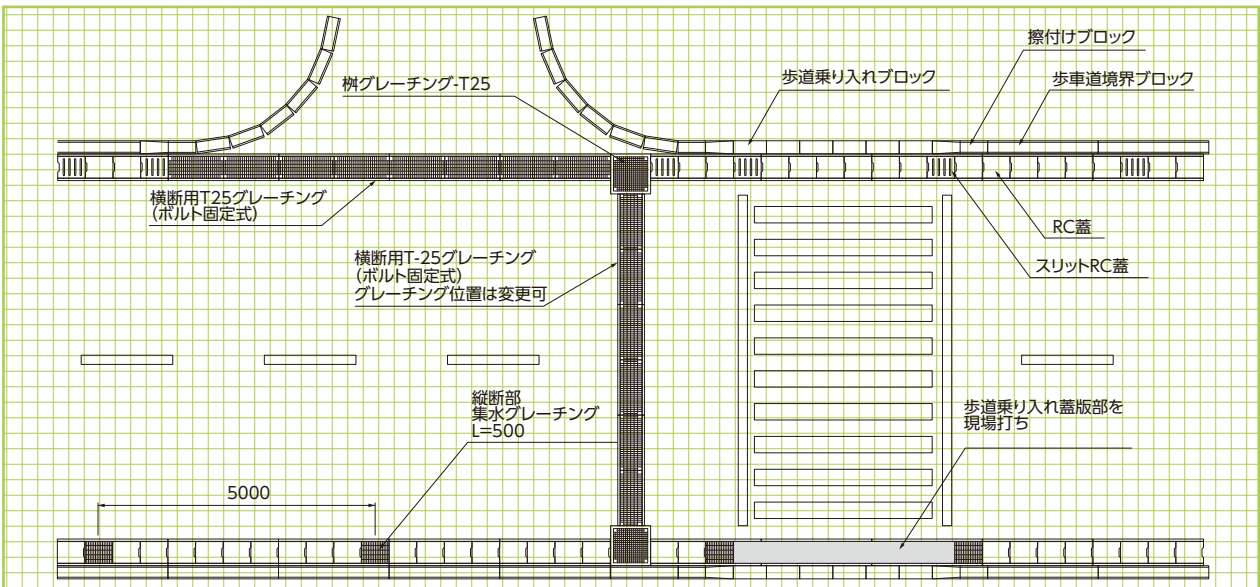 擦付けブロック
桝グレーチング-T25
歩道乗り入れブロック
歩車道境界ブロック
横断用T25グレーチング
（ボルト固定式）
RC蓋
横断用T-25グレーチング
（ボルト固定式）
グレーチング位置は変更可
スリットRC蓋
縦断部
集水グレーチング
L=500
歩道乗り入れ蓋版部を
現場打ち
5000